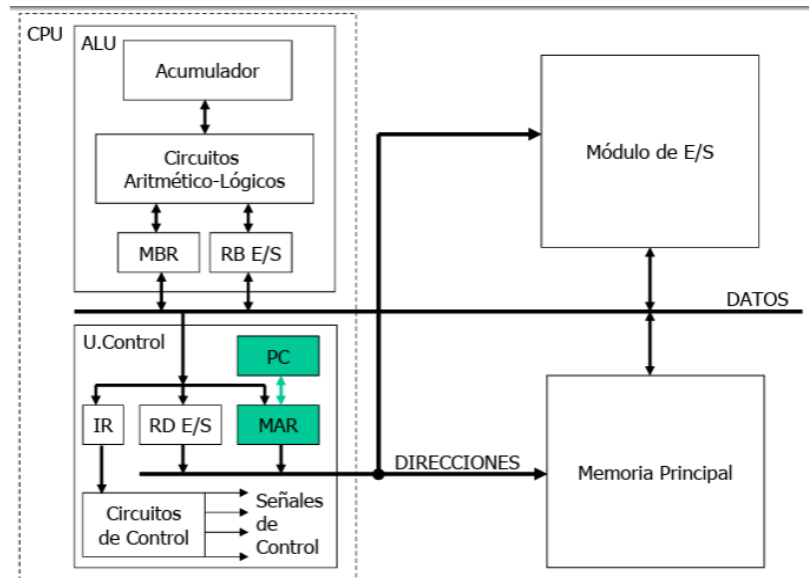 CPU
ALU
Acumulador
Circuitos
Aritmético-Lógicos
MBR
RB E/S
Módulo de E/S
DATOS
U.Control
PC
IR
RD E/S
MAR
DIRECCIONES
Memoria Principal
Circuitos
de Control
Señales
de
Control